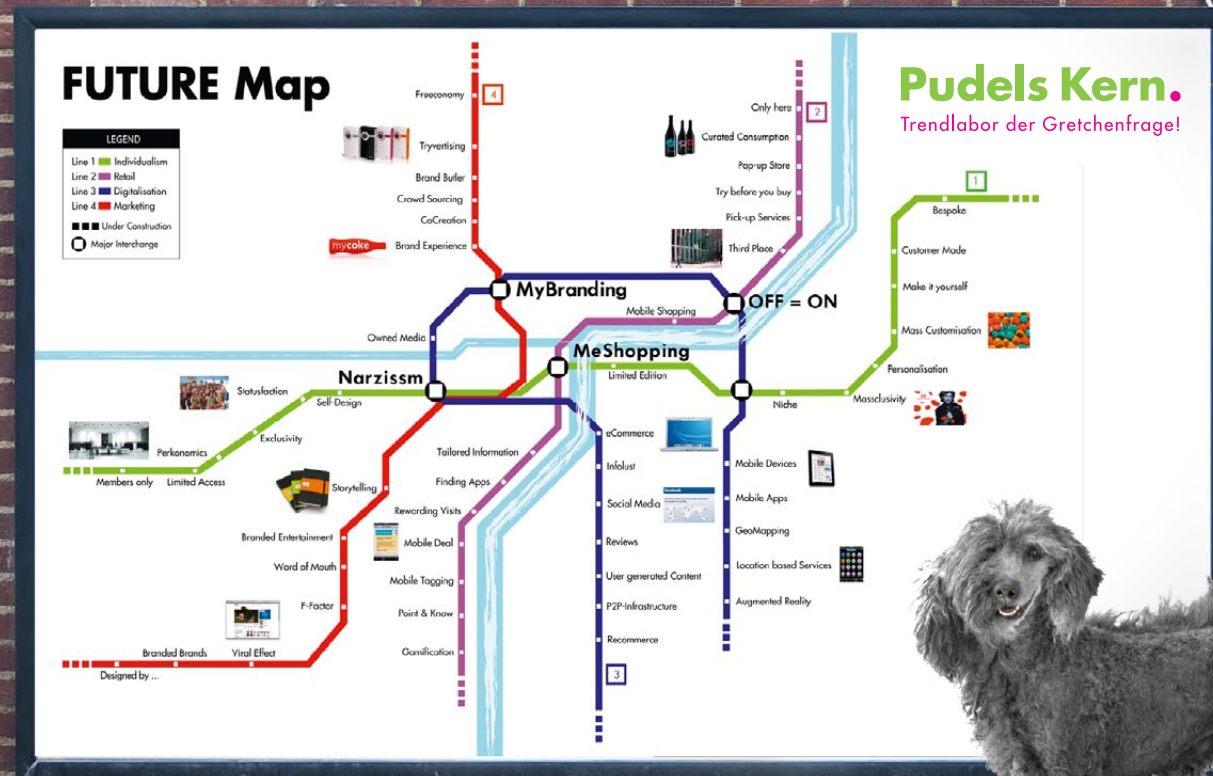 FUTURE Map
LEGEND
Line 1 Individualism
Line 2 Retail
Line 3 Digitalisation
Line 4 Marketing
Under Construction
Major Interchange
Pudels Kern.
Trendlabor der Gretchenfrage!
4
Freeconomy
Tryvertising
Brand Butler
Crowd Sourcing
CoCreation
mycoke
Brand Experience
MyBranding
Owned Media
Narzissm
2
Only here
Curated Consumption
Pop-up Store
Try before you buy
Pick-up Services
Third Place
OFF = ON
Mobile Shopping
MeShopping
Limited Edition
1
Bespoke
Customer Made
Make it yourself
Mass Customisation
Personalisation
Massclusivity
Niche
Statusfaction
Self-Design
Exclusivity
Perkonomics
Members only
Limited Access
Storytelling
Branded Entertainment
Word of Mouth
F-Factor
Viral Effect
Branded Brands
Designed by ...
Tailored Information
Finding Apps
Rewarding Visits
Mobile Deal
Mobile Tagging
Point & Know
Gamification
eCommerce
Infolust
Social Media
Reviews
User generated Content
P2P-Infrastructure
Recommerce
3
Mobile Devices
Mobile Apps
GeoMapping
Location based Services
Augmented Reality